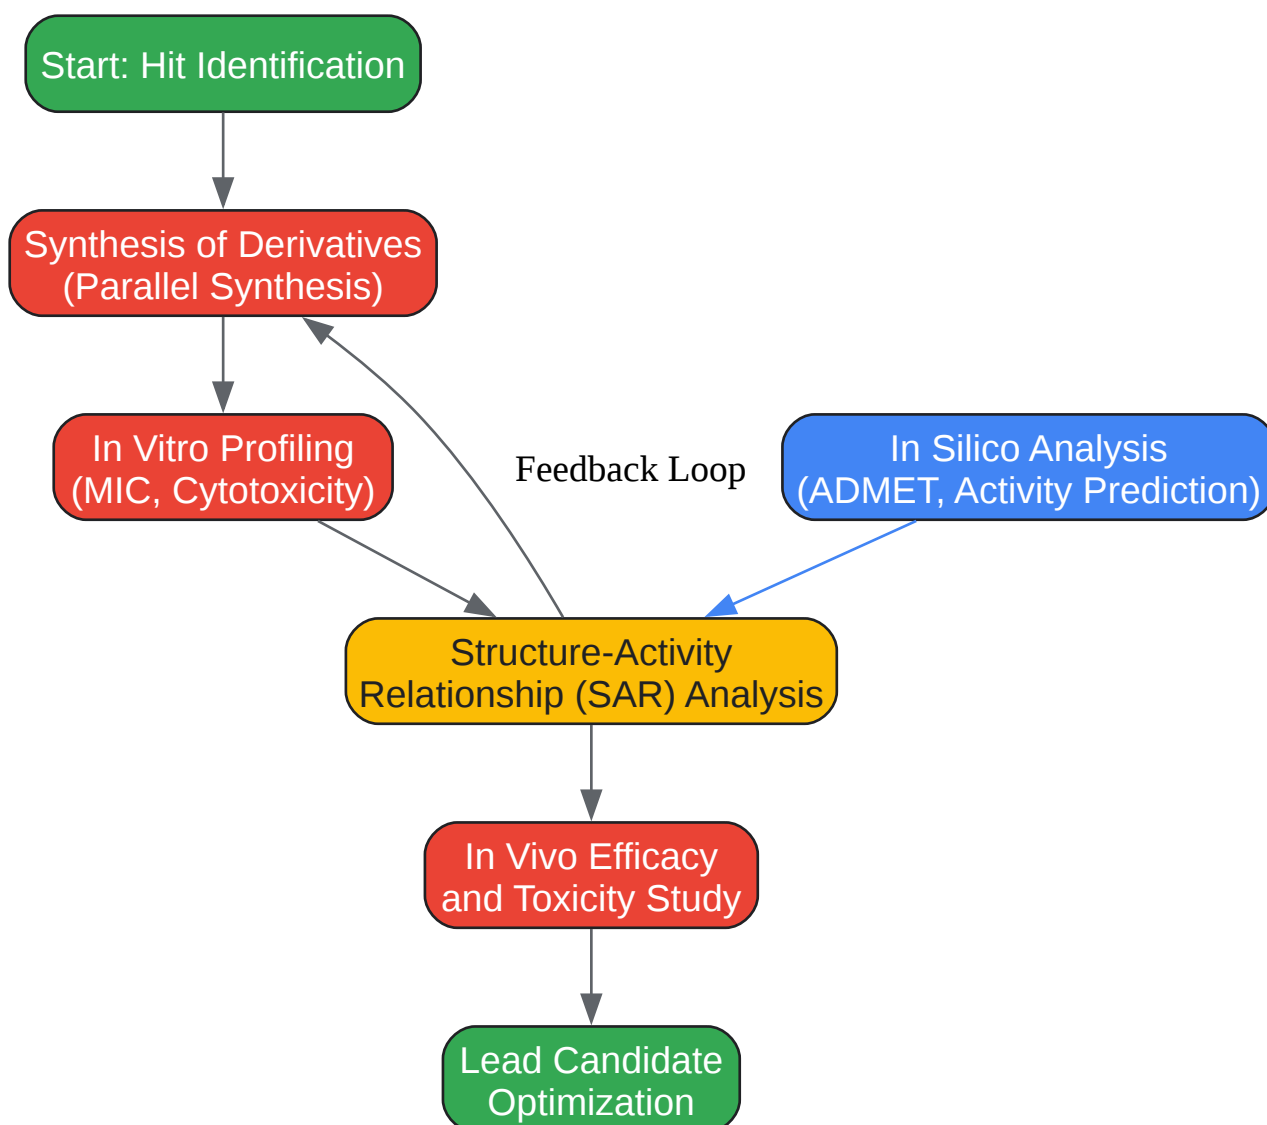 Start: Hit Identification
Synthesis of Derivatives
(Parallel Synthesis)
In Vitro Profiling
(MIC, Cytotoxicity)
Feedback Loop
In Silico Analysis
(ADMET, Activity Prediction)
Structure-Activity
Relationship (SAR) Analysis
In Vivo Efficacy
and Toxicity Study
Lead Candidate
Optimization